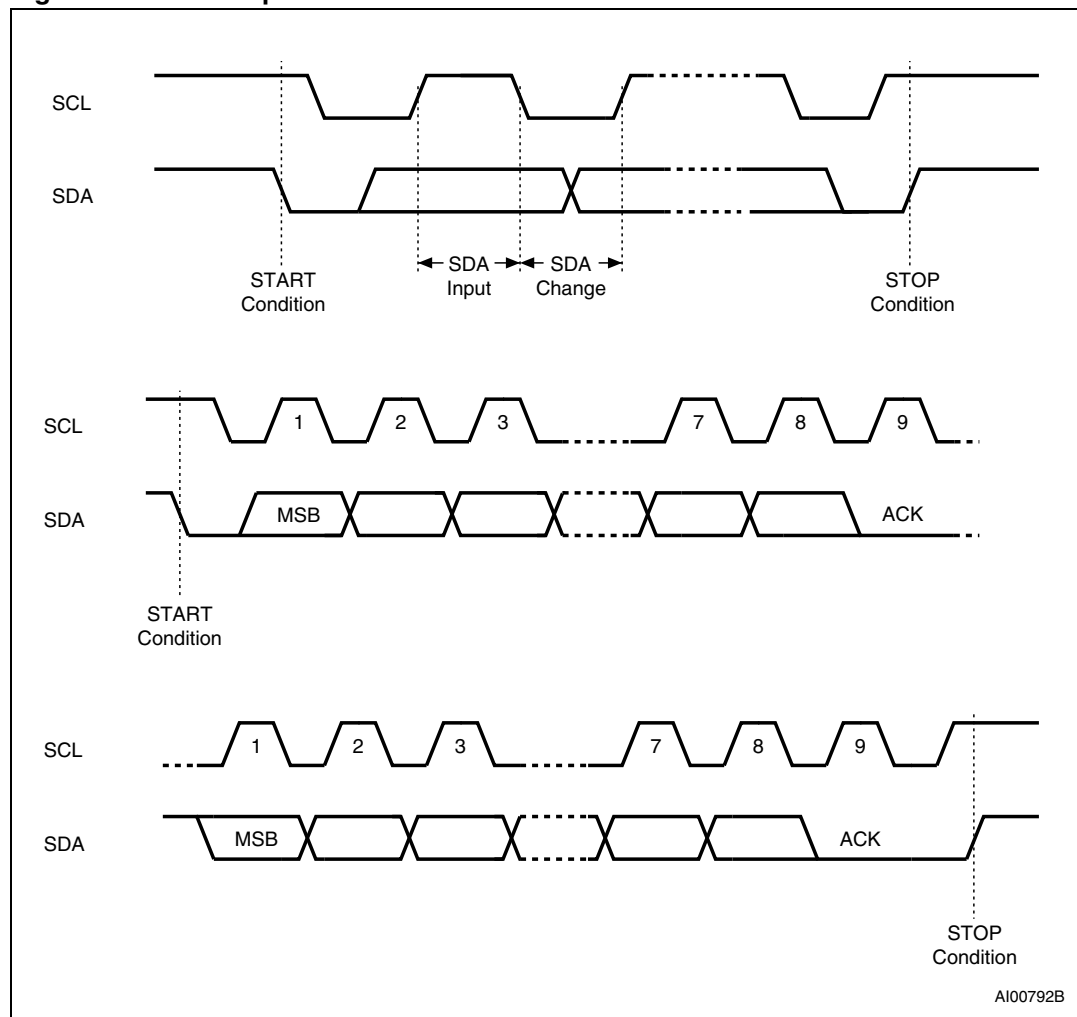 SCL
SDA
SDA
Input
SDA
Change
START
Condition
STOP
Condition
SCL
1 2 3 7 8 9
SDA
MSB
ACK
START
Condition
SCL
1 2 3 7 8 9
SDA
MSB
ACK
STOP
Condition
AI00792B